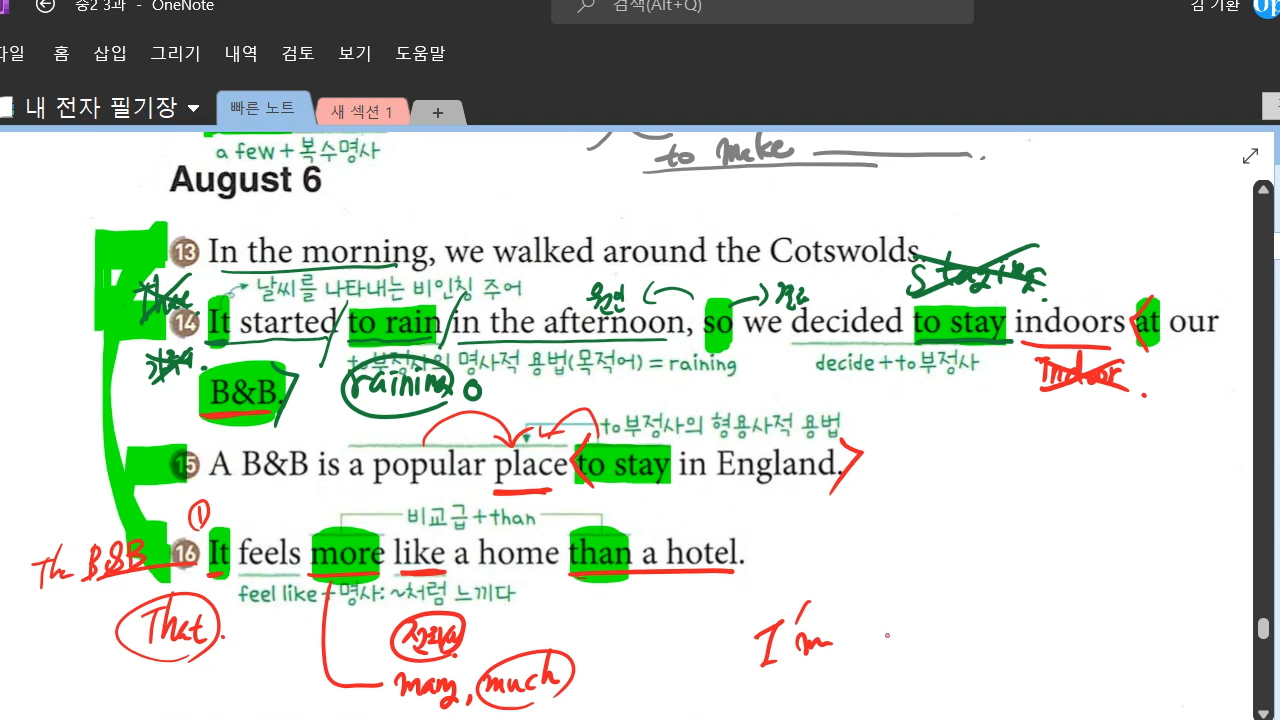 중2 3과 - OneNote
검색(Alt+Q)
김 기환
파일 홈 삽입 그리기 내역 검토 보기 도움말
내 전자 필기장 빠른 노트 새 섹션 1 +
a few + 복수명사
to make
August 6
13 In the morning, we walked around the Cotswolds.
staying
날씨를 나타내는 비인칭 주어
원인
결과
14 It started to rain in the afternoon, so we decided to stay indoors at our
to부정사의 명사적 용법(목적어) = raining
decide + to부정사
Indoor
B&B.
raining
to부정사의 형용사적 용법
15 A B&B is a popular place to stay in England.
①
비교급 + than
The B&B
16 It feels more like a home than a hotel.
feel like + 명사: ~처럼 느끼다
That.
전치사
many, much
I'm